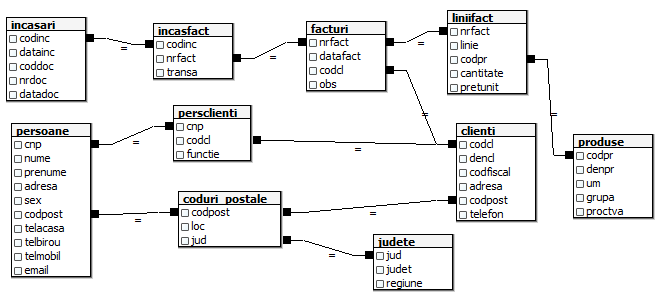 incasari
codinc
datainc
coddoc
nrdoc
datadoc
incasfact
codinc
nrfact
transa
facturi
nrfact
datafact
codcl
obs
liniifact
nrfact
linie
codpr
cantitate
pretunit
persoane
cnp
nume
prenume
adresa
sex
codpost
telacasa
telbirou
telmobil
email
persclienti
cnp
codcl
functie
clienti
codcl
dencl
codfiscal
adresa
codpost
telefon
produse
codpr
denpr
um
grupa
proctva
coduri_postale
codpost
loc
jud
judete
jud
judet
regiune
=
=
=
=
=
=
=
=
=
=